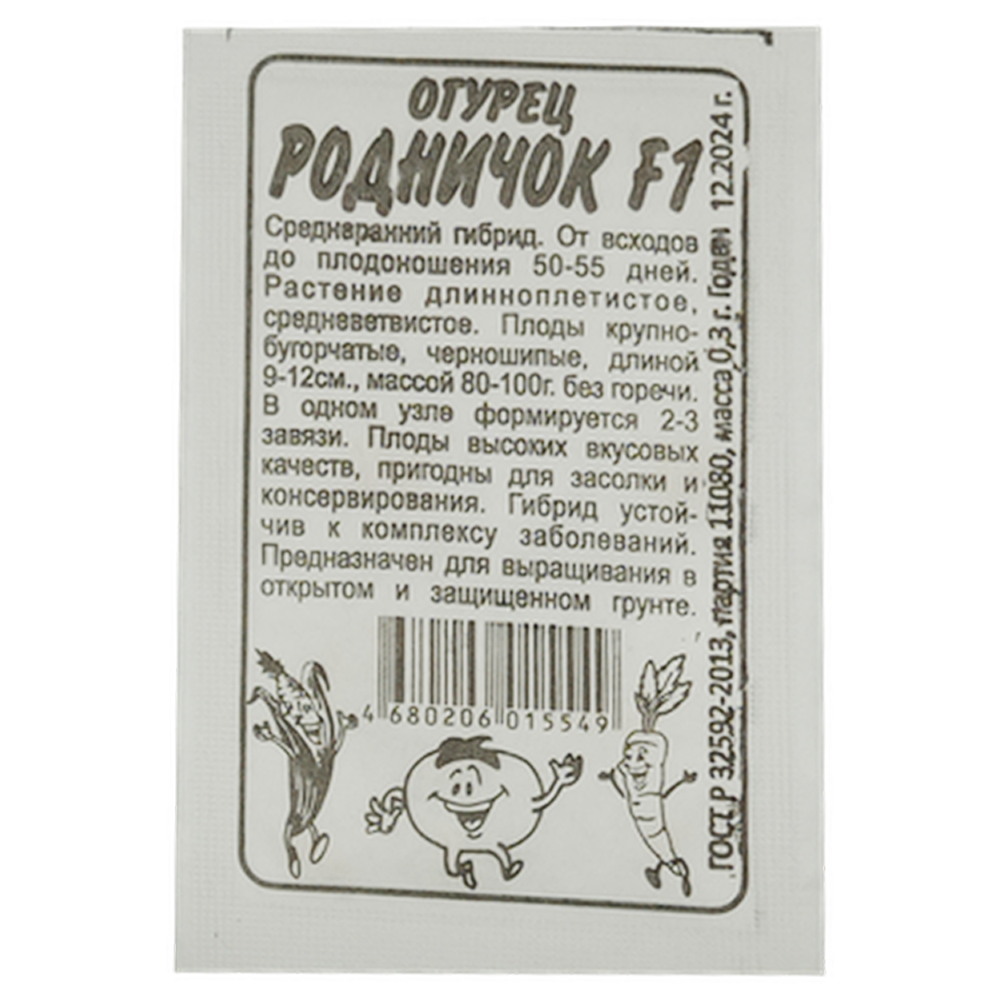 ОГУРЕЦ
РОДНИЧОК F1
Среднеранний гибрид. От всходов
до плодоношения 50-55 дней.
Растение длинноплетистое,
средневетвистое. Плоды крупно-
бугорчатые, черношипые, длиной
9-12см., массой 80-100г. без горечи.
В одном узле формируется 2-3
завязи. Плоды высоких вкусовых
качеств, пригодны для засолки и
консервирования. Гибрид устой-
чив к комплексу заболеваний.
Предназначен для выращивания в
открытом и защищенном грунте.
4 680206 015549
ГОСТ Р 32592-2013, партия 11080, масса 0,3 г. Годен 12.2024 г.